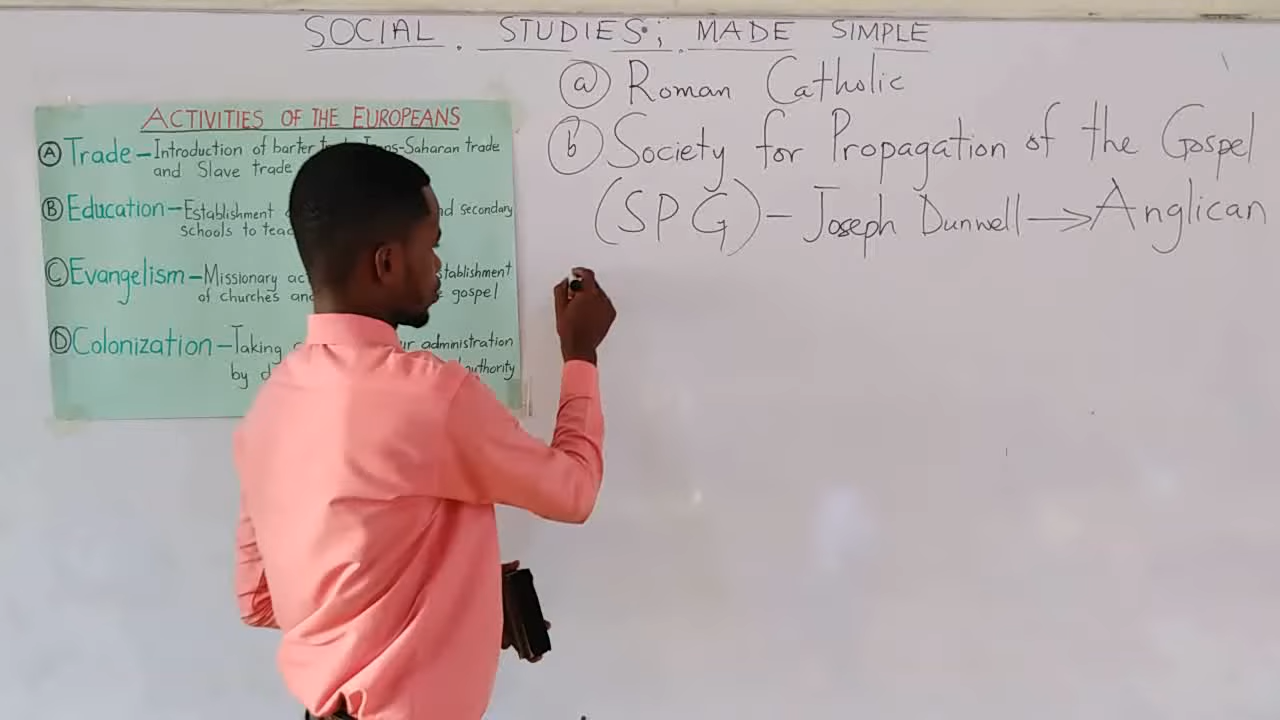 SOCIAL . STUDIES; MADE SIMPLE
ACTIVITIES OF THE EUROPEANS
Ⓐ Trade – Introduction of barter Trans-Saharan trade
and Slave trade
Ⓑ Education – Establishment secondary
schools to
Ⓒ Evangelism – Missionary establishment
of churches gospel
Ⓓ Colonization – Taking admnistration
by authority
ⓐ Roman Catholic
ⓑ Society for Propagation of the Gospel
(SPG) – Joseph Dunwell → Anglican